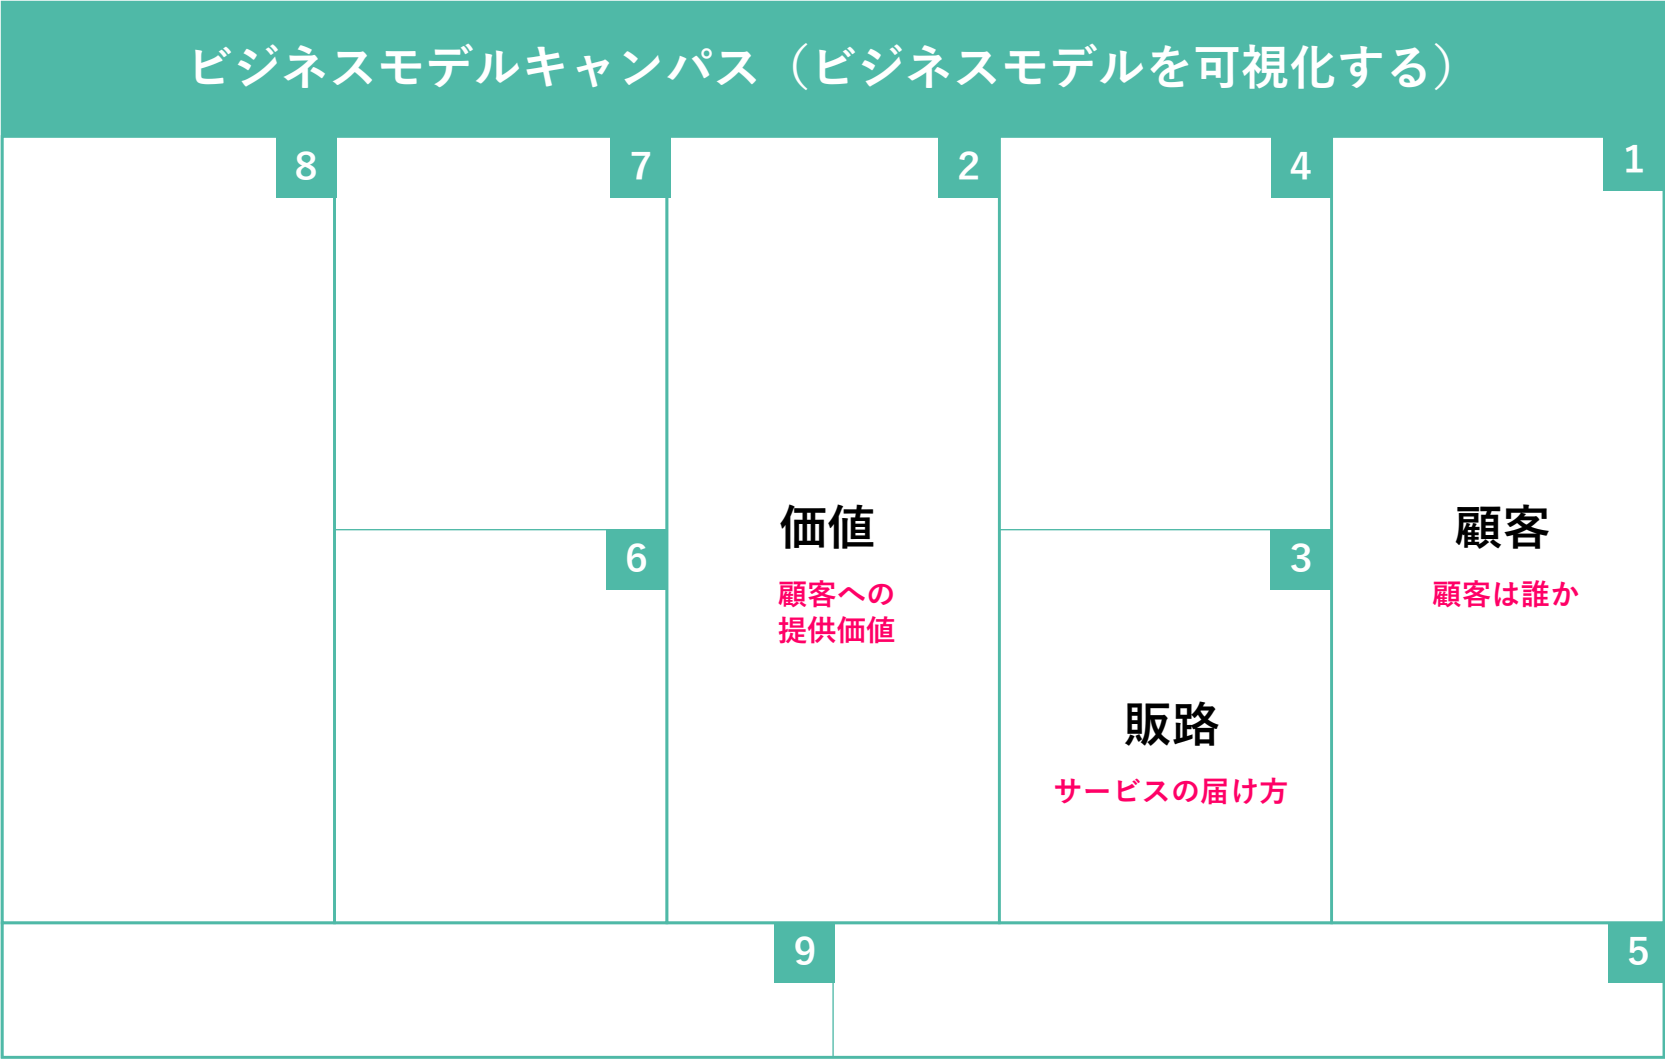 ビジネスモデルキャンパス（ビジネスモデルを可視化する）
8
7
2
4
1
価値
顧客への
提供価値
顧客
顧客は誰か
6
3
販路
サービスの届け方
9
5